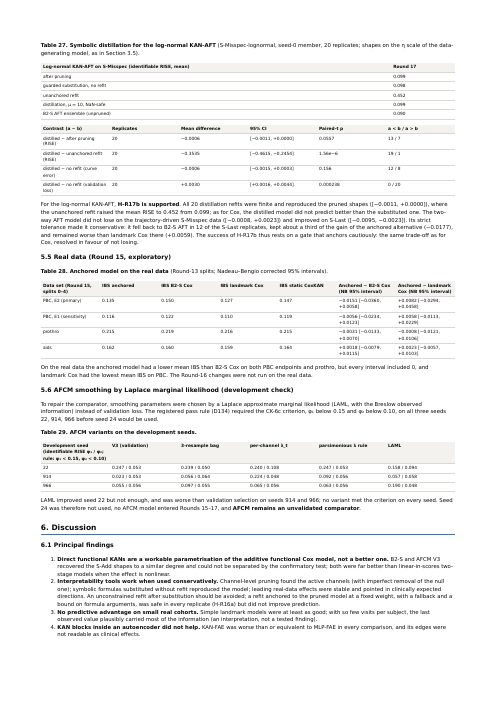 Table 27. Symbolic distillation for the log-normal KAN-AFT (S-Misspec-lognormal, seed-0 member, 20 replicates; shapes on the η scale of the data-
generating model, as in Section 3.5).
Log-normal KAN-AFT on S-Misspec (identifiable RISE, mean) Round 17
after pruning 0.099
guarded substitution, no refit 0.098
unanchored refit 0.452
distillation, μ = 10, Nafe-safe 0.099
B2-S AFT ensemble (unpruned) 0.090
Contrast (a − b) Replicates Mean difference 95% CI Paired-t p a < b / a > b
distilled − after pruning (RISE) 20 −0.0006 [−0.0011, +0.0000] 0.0557 13 / 7
distilled − unanchored refit (RISE) 20 −0.3535 [−0.4615, −0.2454] 1.56e−6 19 / 1
distilled − no refit (curve error) 20 −0.0006 [−0.0015, +0.0003] 0.156 12 / 8
distilled − no refit (validation loss) 20 +0.0030 [+0.0016, +0.0044] 0.000238 0 / 20
For the log-normal KAN-AFT, H-R17b is supported. All 20 distillation refits were finite and reproduced the pruned shapes ([−0.0011, +0.0000]), where
the unanchored refit raised the mean RISE to 0.452 from 0.099; as for Cox, the distilled model did not predict better than the substituted one. The two-
way AFT model did not lose on the trajectory-driven S-Misspec data ([−0.0008, +0.0023]) and improved on S-Last ([−0.0095, −0.0023]). Its strict
tolerance made it conservative: it fell back to B2-S AFT in 12 of the S-Last replicates, kept about a third of the gain of the anchored alternative (−0.0177), and
remained worse than landmark Cox there (+0.0059). The success of H-R17b thus rests on a gate that anchors cautiously: the same trade-off as for
Cox, resolved in favour of not losing.
5.5 Real data (Round 15, exploratory)
Table 28. Anchored model on the real data (Round-13 splits; Nadeau-Bengio corrected 95% intervals).
Data set (Round 15, splits 0-4) IBS anchored IBS B2-S Cox IBS landmark Cox IBS static CoxKAN Anchored − B2-S Cox (NB 95% interval) Anchored − landmark Cox (NB 95% interval)
PBC, E2 (primary) 0.135 0.150 0.127 0.147 −0.0151 [−0.0360, +0.0058] +0.0082 [−0.0294, +0.0458]
PBC, E1 (sensitivity) 0.116 0.122 0.110 0.119 −0.0056 [−0.0234, +0.0123] +0.0058 [−0.0113, +0.0229]
prothro 0.215 0.219 0.216 0.215 −0.0031 [−0.0133, +0.0070] −0.0008 [−0.0121, +0.0106]
aids 0.162 0.160 0.159 0.164 +0.0018 [−0.0079, +0.0115] +0.0023 [−0.0057, +0.0103]
On the real data the anchored model had a lower mean IBS than B2-S Cox on both PBC endpoints and prothro, but every interval included 0, and
landmark Cox had the lowest mean IBS on PBC. The Round-16 changes were not run on the real data.
5.6 AFCM smoothing by Laplace marginal likelihood (development check)
To repair the comparator, smoothing parameters were chosen by a Laplace approximate marginal likelihood (LAML, with the Breslow observed
information) instead of validation loss. The registered pass rule (D134) required the CK-6c criterion, φ₁ below 0.15 and φ₂ below 0.10, on all three seeds
22, 914, 966 before seed 24 would be used.
Table 29. AFCM variants on the development seeds.
Development seed (identifiable RISE φ₁ / φ₂; rule: φ₁ < 0.15, φ₂ < 0.10) V3 (validation) 3-resample bag per-channel λ_t parsimonious λ rule LAML
22 0.247 / 0.053 0.239 / 0.050 0.240 / 0.108 0.247 / 0.053 0.158 / 0.094
914 0.023 / 0.053 0.056 / 0.064 0.224 / 0.048 0.092 / 0.056 0.057 / 0.058
966 0.055 / 0.056 0.097 / 0.055 0.065 / 0.056 0.063 / 0.056 0.190 / 0.048
LAML improved seed 22 but not enough, and was worse than validation selection on seeds 914 and 966; no variant met the criterion on every seed. Seed
24 was therefore not used, no AFCM model entered Rounds 15–17, and AFCM remains an unvalidated comparator.
6. Discussion
6.1 Principal findings
1. Direct functional KANs are a workable parametrisation of the additive functional Cox model, not a better one. B2-S and AFCM V3
recovered the S-Add shapes to a similar degree and could not be separated by the confirmatory test; both were far better than linear-in-scores two-
stage models when the effect is nonlinear.
2. Interpretability tools work when used conservatively. Channel-level pruning found the active channels (with imperfect removal of the null
one); symbolic formulas substituted without refit reproduced the model; leading real-data effects were stable and pointed in clinically expected
directions. An unconstrained refit after substitution should be avoided; a refit anchored to the pruned model at a fixed weight, with a fallback and a
bound on formula arguments, was safe in every replicate (H-R16a) but did not improve prediction.
3. No predictive advantage on small real cohorts. Simple landmark models were at least as good; with so few visits per subject, the last
observed value plausibly carried most of the information (an interpretation, not a tested finding).
4. KAN blocks inside an autoencoder did not help. KAN-FAE was worse than or equivalent to MLP-FAE in every comparison, and its edges were
not readable as clinical effects.